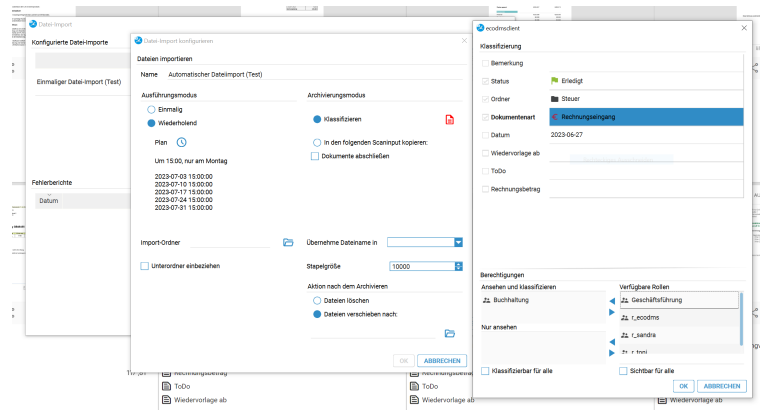 Datei-Import
Konfigurierte Datei-Importe
Einmaliger Datei-Import (Test)
Fehlerberichte
Datum
Datei-Import konfigurieren
Dateien importieren
Name Automatischer Dateiimport (Test)
Ausführungsmodus
Einmalig
Wiederholend
Plan
Um 15:00, nur am Montag
2023-07-03 15:00:00
2023-07-10 15:00:00
2023-07-17 15:00:00
2023-07-24 15:00:00
2023-07-31 15:00:00
Archivierungsmodus
Klassifizieren
In den folgenden Scaninput kopieren:
Dokumente abschließen
Import-Ordner
Unterordner einbeziehen
Übernehme Dateiname in
Stapelgröße 10000
Aktion nach dem Archivieren
Dateien löschen
Dateien verschieben nach:
OK ABBRECHEN
ecodmsclient
Klassifizierung
Bemerkung
Status Erledigt
Ordner Steuer
Dokumentenart Rechnungseingang
Datum 2023-06-27
Wiedervorlage ab
ToDo
Rechnungsbetrag
Berechtigungen
Ansehen und klassifizieren
Buchhaltung
Nur ansehen
Verfügbare Rollen
Geschäftsführung
r_ecodms
r_sandra
r_toni
Klassifizierbar für alle
Sichtbar für alle
OK ABBRECHEN
Rechnungsbetrag
ToDo
Wiedervorlage ab
Rechnungsbetrag
ToDo
Wiedervorlage ab
Wiedervorlage ab